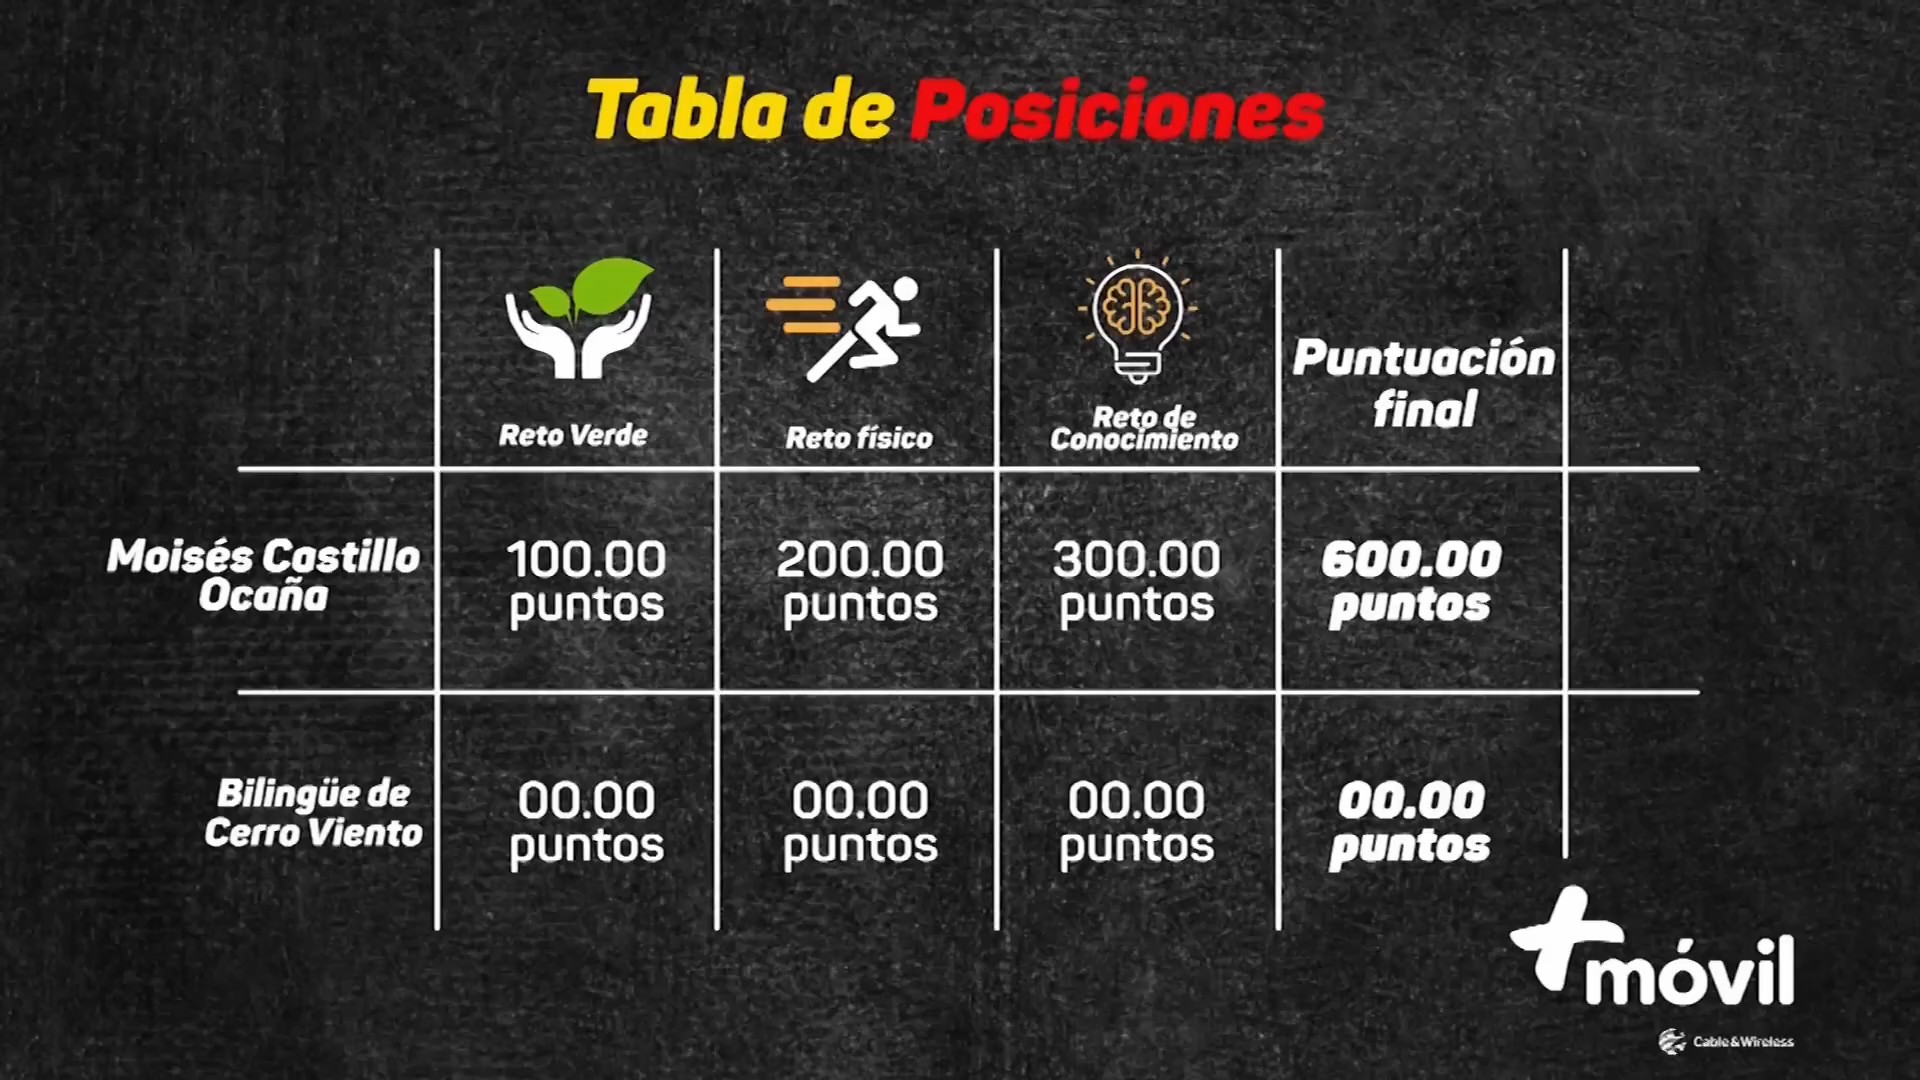 Tabla de Posiciones
Reto Verde
Reto físico
Reto de
Conocimiento
Puntuación
final
Moisés Castillo
Ocaña
100.00
puntos
200.00
puntos
300.00
puntos
600.00
puntos
Bilingüe de
Cerro Viento
00.00
puntos
00.00
puntos
00.00
puntos
00.00
puntos
+móvil
Cable&Wireless